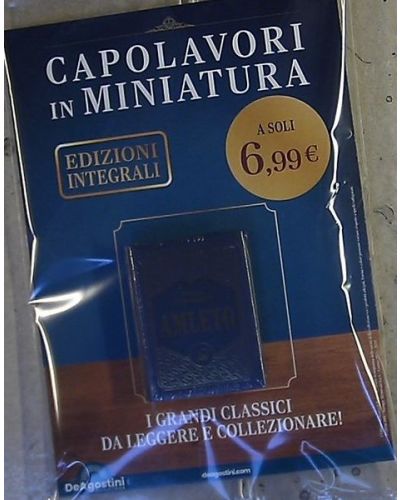 CAPOLAVORI
IN MINIATURA
EDIZIONI
INTEGRALI
A SOLI
6,99€
AMLETO
I GRANDI CLASSICI
DA LEGGERE E COLLEZIONARE!
DeAgostini
deagostini.com